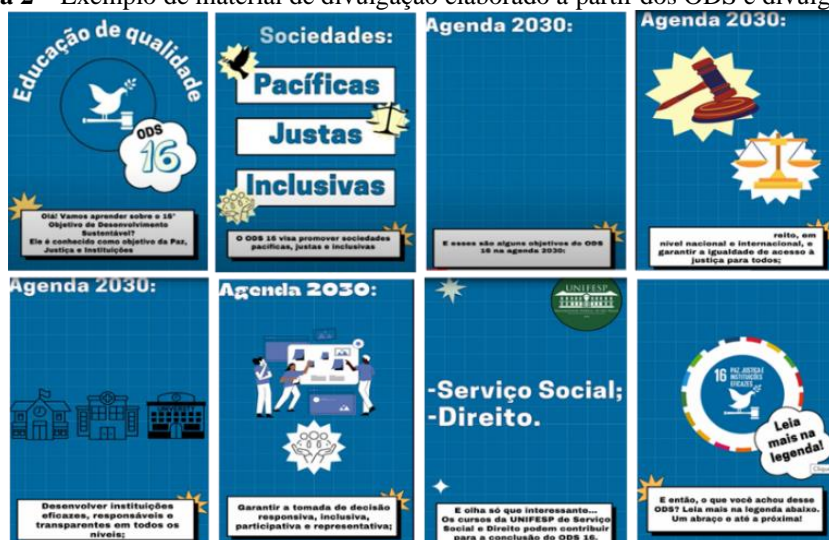 a 2 – Exemplo de material de divulgação elaborado a partir dos ODS e divulg
Educação de qualidade
ODS
16
Olá! Vamos aprender sobre o 16°
Objetivo de Desenvolvimento
Sustentável?
Ele é conhecido como objetivo da Paz,
Justiça e Instituições
Sociedades:
Pacíficas
Justas
Inclusivas
O ODS 16 visa promover sociedades
pacíficas, justas e inclusivas
Agenda 2030:
E esses são alguns objetivos do ODS
16 na agenda 2030:
Agenda 2030:
reito, em
nível nacional e internacional, e
garantir a igualdade de acesso à
justiça para todos;
Agenda 2030:
UNIVERSITY
Desenvolver instituições
eficazes, responsáveis e
transparentes em todos os
níveis;
Agenda 2030:
Garantir a tomada de decisão
responsiva, inclusiva,
participativa e representativa;
UNIFESP
-Serviço Social;
-Direito.
E olha só que interessante...
Os cursos da UNIFESP de Serviço
Social e Direito podem contribuir
para a conclusão do ODS 16.
16 PAZ, JUSTIÇA E
INSTITUIÇÕES
EFICAZES
Leia
mais na
legenda!
E então, o que você achou desse
ODS? Leia mais na legenda abaixo.
Um abraço e até a próxima!